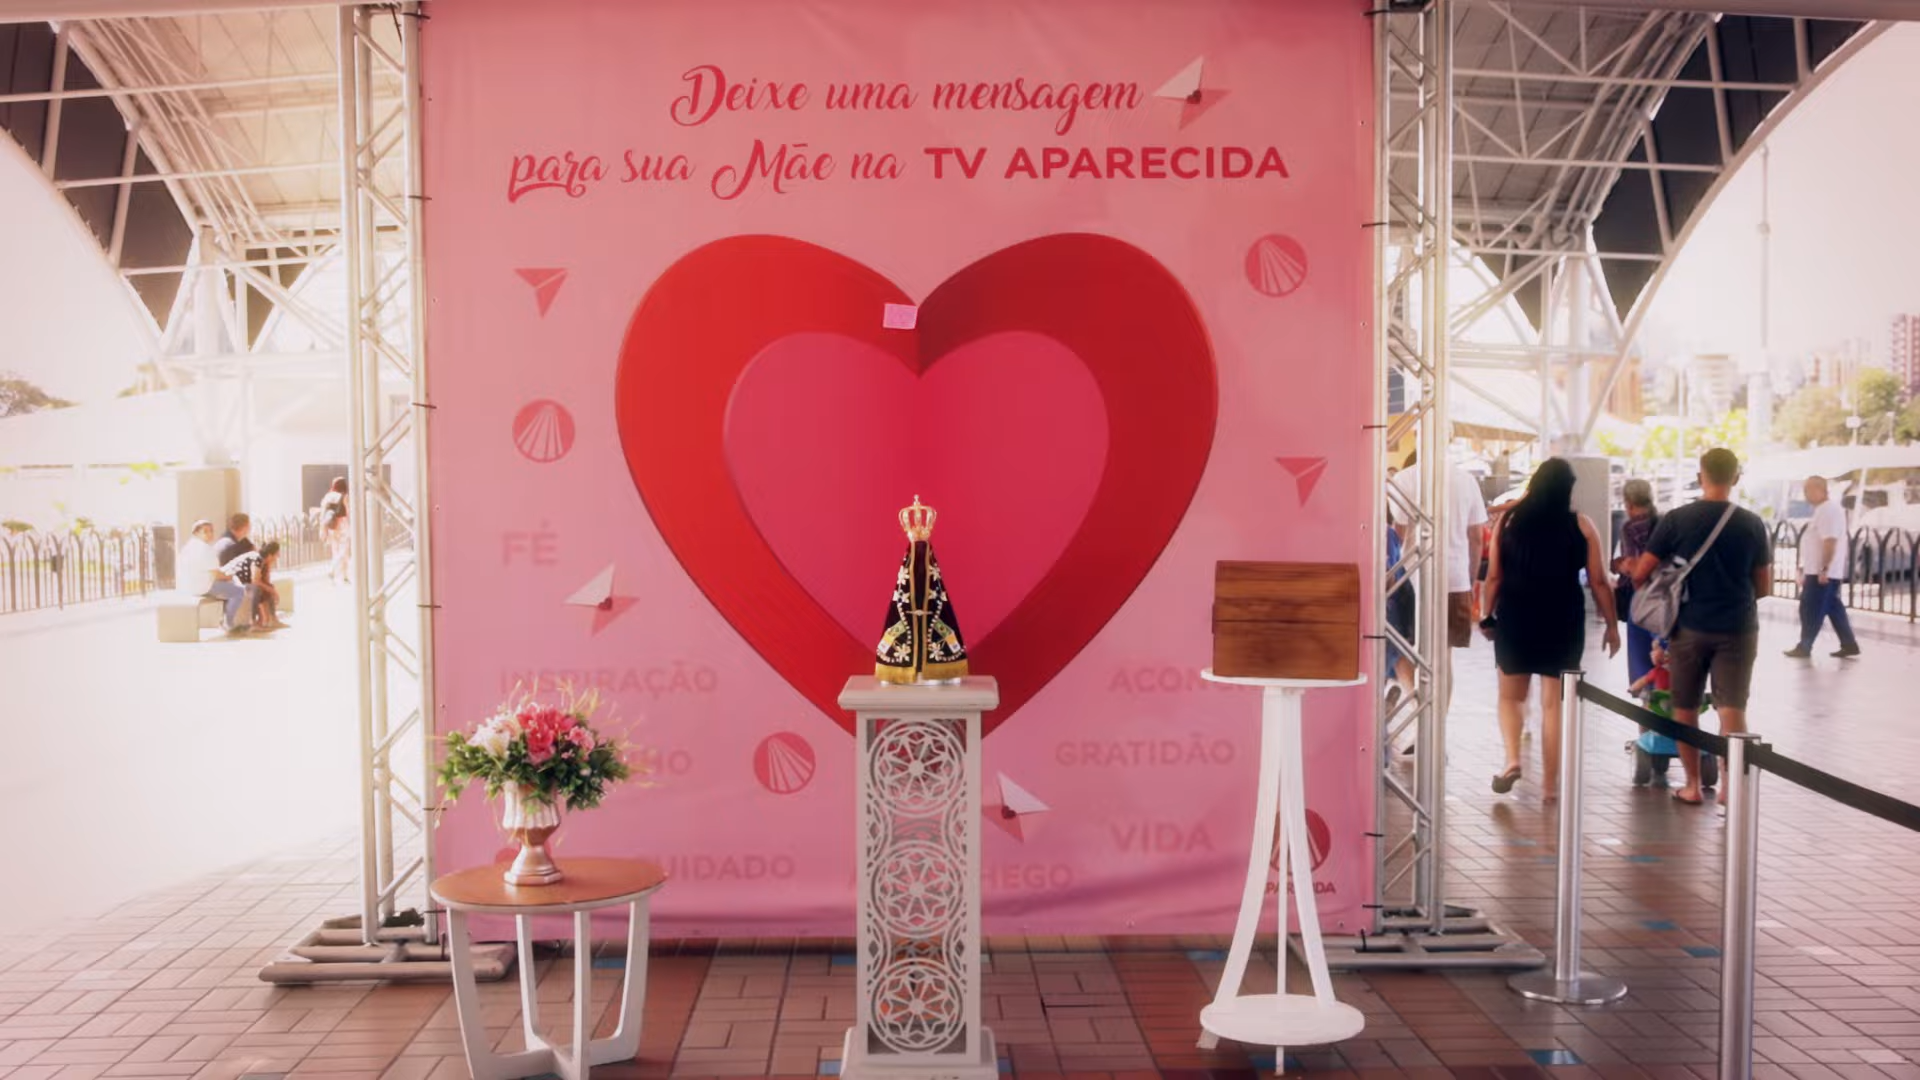 Deixe uma mensagem
para sua Mãe na TV APARECIDA
FÉ
INSPIRAÇÃO
GRATIDÃO
VIDA